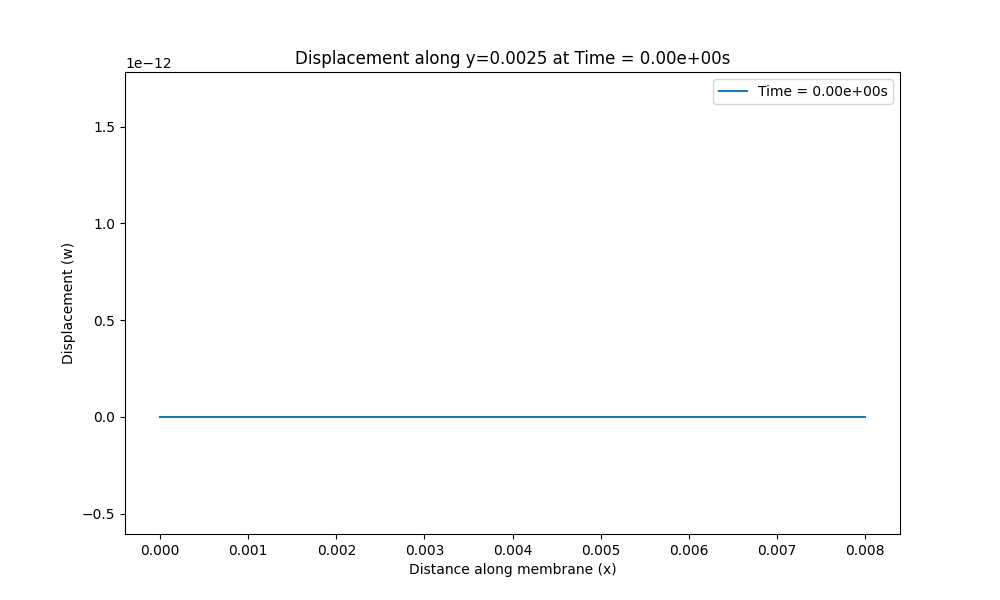 Displacement along y=0.0025 at Time = 0.00e+00s
1e−12
Time = 0.00e+00s
1.5
1.0
0.5
0.0
−0.5
Displacement (w)
0.000 0.001 0.002 0.003 0.004 0.005 0.006 0.007 0.008
Distance along membrane (x)